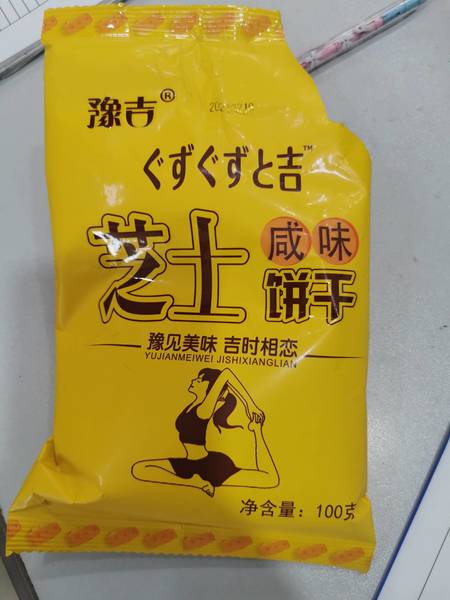 豫吉®
ぐずぐずと吉™
芝士
咸味
饼干
豫见美味 吉时相恋
YUJIANMEIWEI JISHIXIANGLIAN
净含量：100克